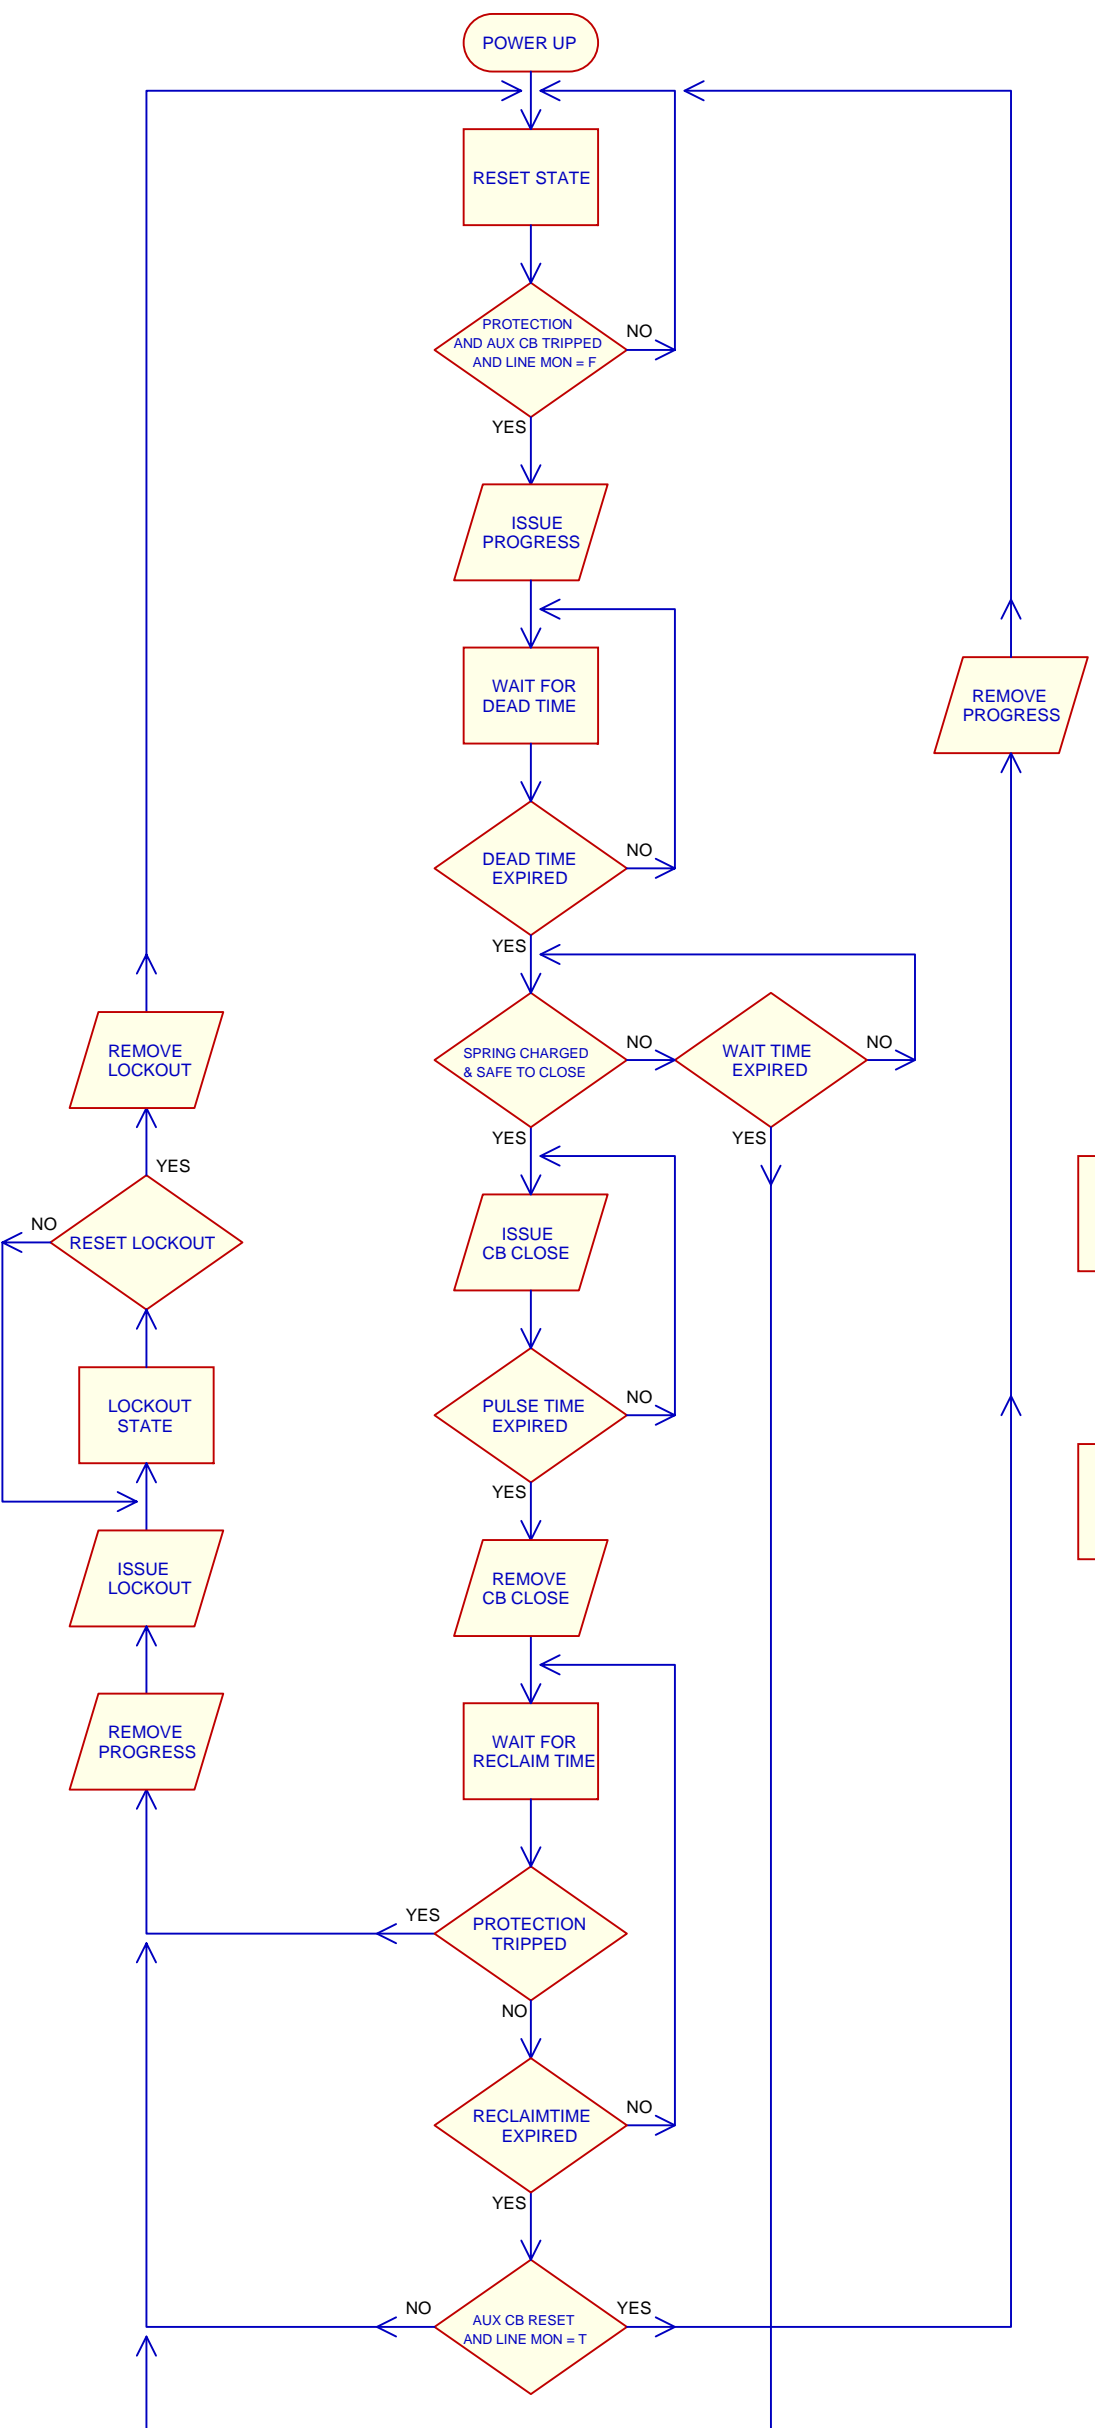 POWER UP
RESET STATE
PROTECTION
AND AUX CB TRIPPED
AND LINE MON = F
NO
YES
ISSUE
PROGRESS
WAIT FOR
DEAD TIME
REMOVE
PROGRESS
DEAD TIME
EXPIRED
NO
YES
SPRING CHARGED
& SAFE TO CLOSE
NO
WAIT TIME
EXPIRED
NO
YES
YES
REMOVE
LOCKOUT
YES
NO
RESET LOCKOUT
ISSUE
CB CLOSE
LOCKOUT
STATE
PULSE TIME
EXPIRED
NO
YES
ISSUE
LOCKOUT
REMOVE
CB CLOSE
REMOVE
PROGRESS
WAIT FOR
RECLAIM TIME
YES
PROTECTION
TRIPPED
NO
RECLAIMTIME
EXPIRED
NO
YES
NO
AUX CB RESET
AND LINE MON = T
YES